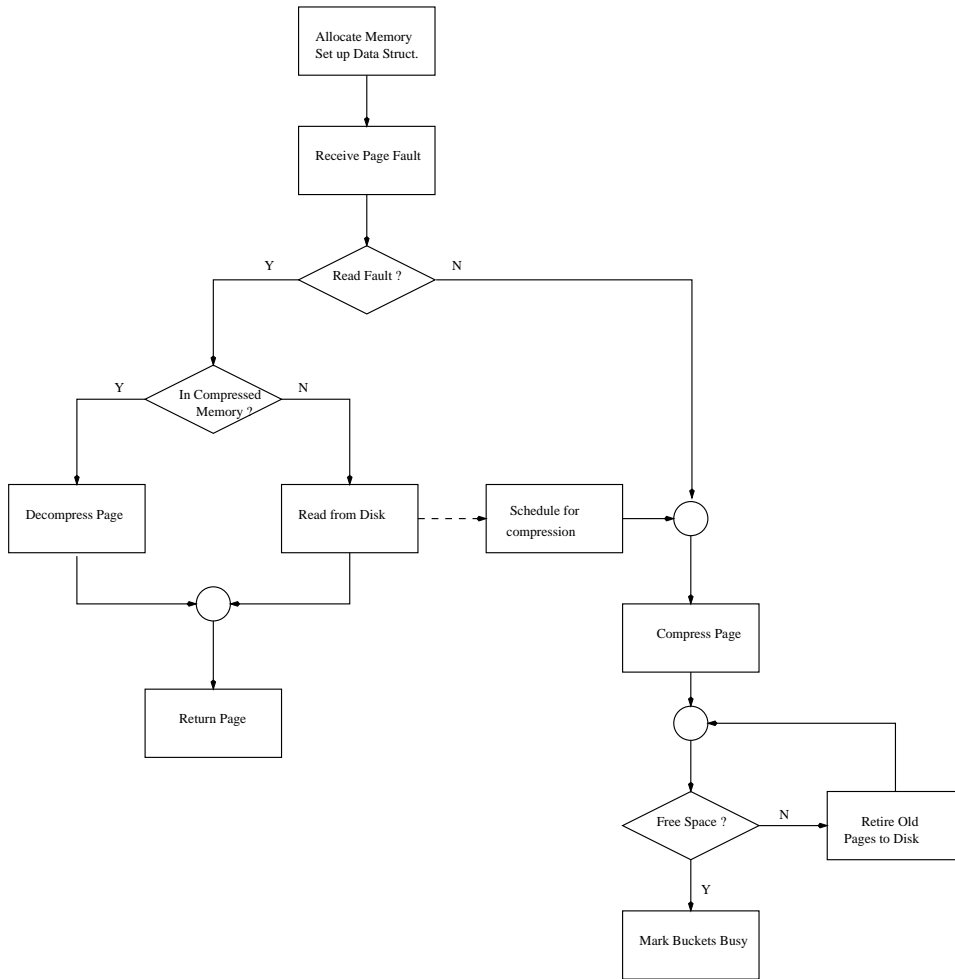 Allocate Memory
Set up Data Struct.
Receive Page Fault
Y
Read Fault ?
N
Y
In Compressed
Memory ?
N
Decompress Page
Read from Disk
Schedule for
compression
Compress Page
Return Page
Free Space ?
N
Retire Old
Pages to Disk
Y
Mark Buckets Busy